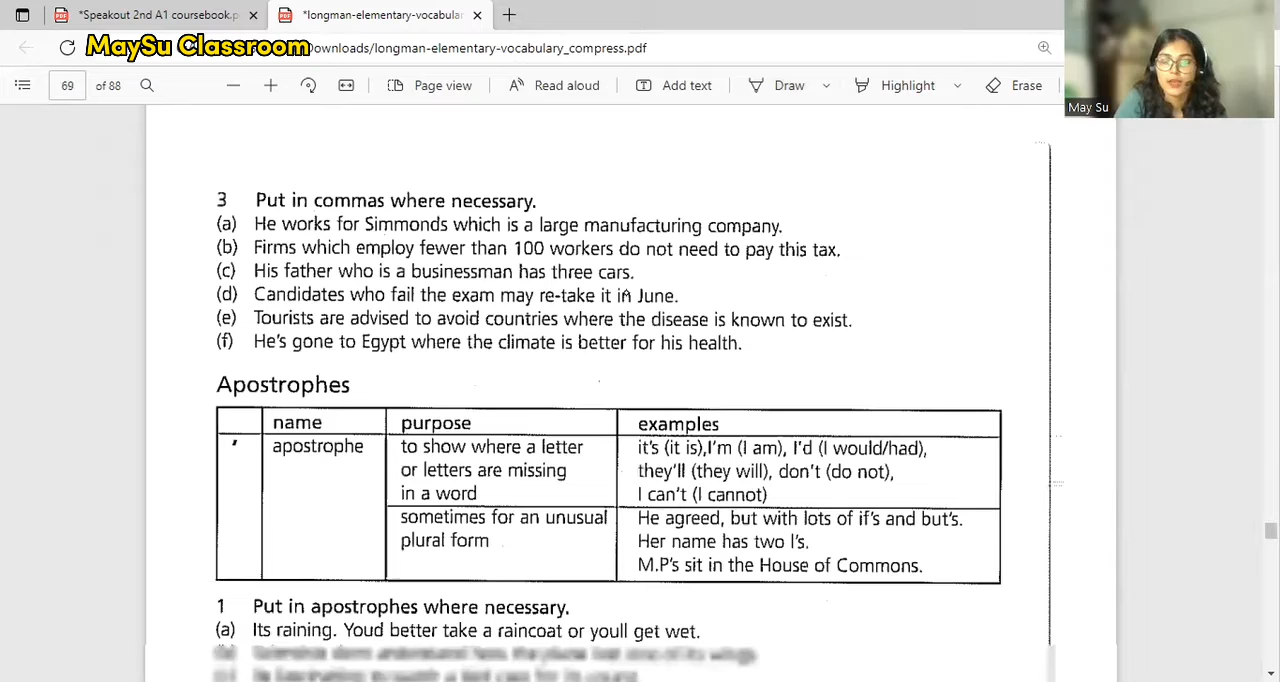 *Speakout 2nd A1 coursebook.p
*longman-elementary-vocabular
MaySu Classroom
Downloads/longman-elementary-vocabulary_compress.pdf
69 of 88
Page view
Read aloud
Add text
Draw
Highlight
Erase
May Su
3 Put in commas where necessary.
(a) He works for Simmonds which is a large manufacturing company.
(b) Firms which employ fewer than 100 workers do not need to pay this tax.
(c) His father who is a businessman has three cars.
(d) Candidates who fail the exam may re-take it in June.
(e) Tourists are advised to avoid countries where the disease is known to exist.
(f) He's gone to Egypt where the climate is better for his health.
Apostrophes
name purpose examples
' apostrophe to show where a letter it's (it is),I'm (I am), I'd (I would/had),
or letters are missing they'll (they will), don't (do not),
in a word I can't (I cannot)
sometimes for an unusual He agreed, but with lots of if's and but's.
plural form Her name has two l's.
M.P's sit in the House of Commons.
1 Put in apostrophes where necessary.
(a) Its raining. Youd better take a raincoat or youll get wet.